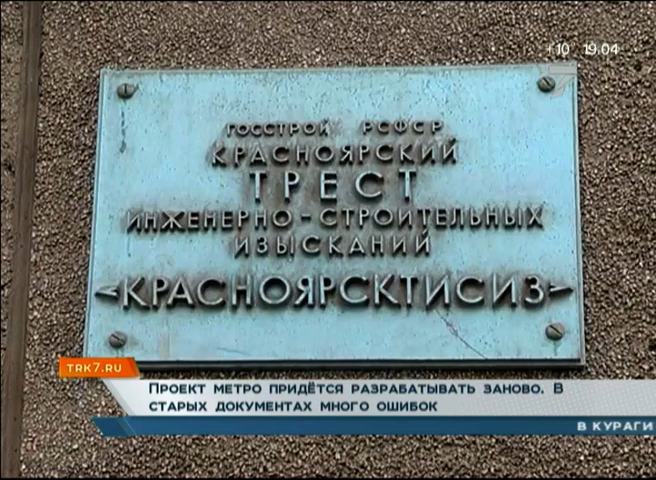 +10 19:04
7
ГОССТРОЙ РСФСР
КРАСНОЯРСКИЙ
ТРЕСТ
ИНЖЕНЕРНО-СТРОИТЕЛЬНЫХ
ИЗЫСКАНИЙ
«КРАСНОЯРСКТИСИЗ»
TRK7.RU
ПРОЕКТ МЕТРО ПРИДЁТСЯ РАЗРАБАТЫВАТЬ ЗАНОВО. В
СТАРЫХ ДОКУМЕНТАХ МНОГО ОШИБОК
В КУРАГИ